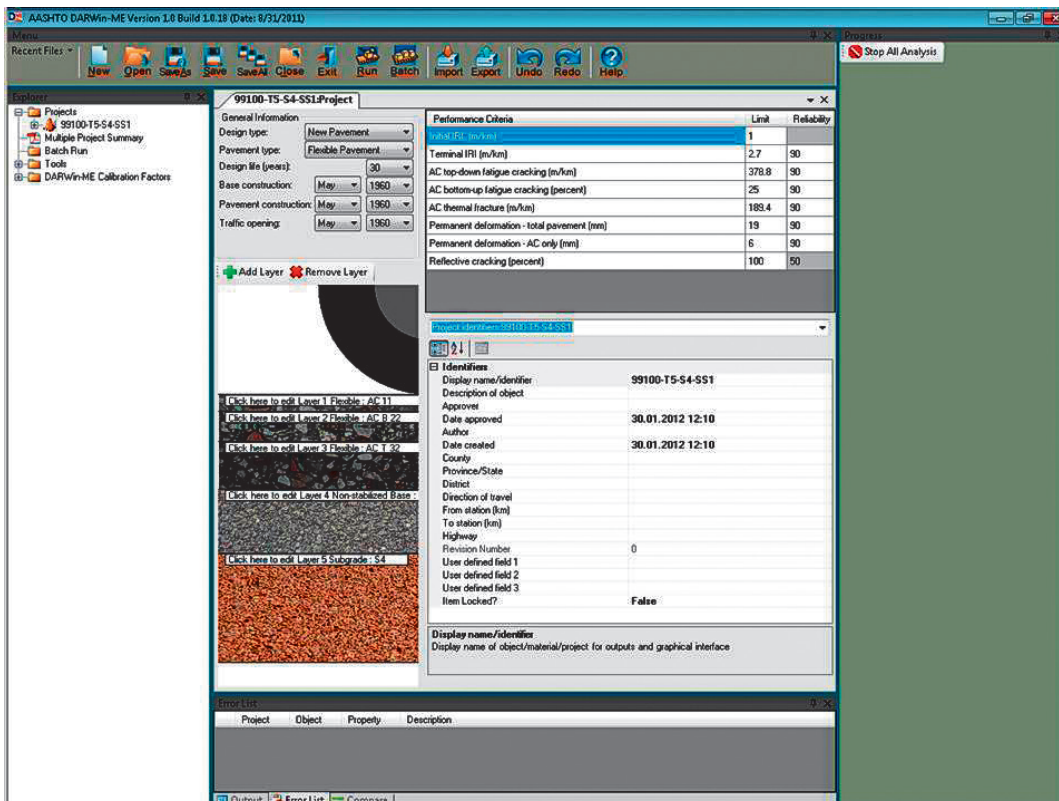 AASHTO DARWin-ME Version 1.0 Build 1.0.18 (Date: 8/31/2011)
Menu
Recent Files
New Open SaveAs Save SaveAll Close Exit Run Batch Import Export Undo Redo Help
Progress
Stop All Analysis
Explorer
Projects
99100-T5-S4-SS1
Multiple Project Summary
Batch Run
Tools
DARWin-ME Calibration Factors
99100-T5-S4-SS1:Project
General Information
Design type: New Pavement
Pavement type: Flexible Pavement
Design life (years): 30
Base construction: May 1960
Pavement construction: May 1960
Traffic opening: May 1960
Add Layer Remove Layer
Click here to edit Layer 1 Flexible : AC 11
Click here to edit Layer 2 Flexible : AC B 22
Click here to edit Layer 3 Flexible : AC T 32
Click here to edit Layer 4 Non-stabilized Base :
Click here to edit Layer 5 Subgrade : S4
Performance Criteria Limit Reliability
Initial IRI (m/km) 1
Terminal IRI (m/km) 2.7 90
AC top-down fatigue cracking (m/km) 378.8 90
AC bottom-up fatigue cracking (percent) 25 90
AC thermal fracture (m/km) 189.4 90
Permanent deformation - total pavement (mm) 19 90
Permanent deformation - AC only (mm) 6 90
Reflective cracking (percent) 100 50
Project identifiers:99100-T5-S4-SS1
Identifiers
Display name/identifier 99100-T5-S4-SS1
Description of object
Approver
Date approved 30.01.2012 12:10
Author
Date created 30.01.2012 12:10
County
Province/State
District
Direction of travel
From station (km)
To station (km)
Highway
Revision Number 0
User defined field 1
User defined field 2
User defined field 3
Item Locked? False
Display name/identifier
Display name of object/material/project for outputs and graphical interface
Error List
Project Object Property Description
Output Error List Compare